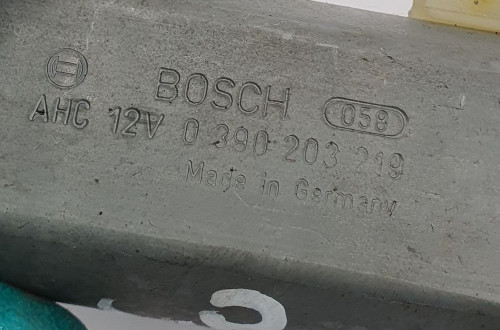 BOSCH 058
AHC 12V 0 390 203 219
Made in Germany
C